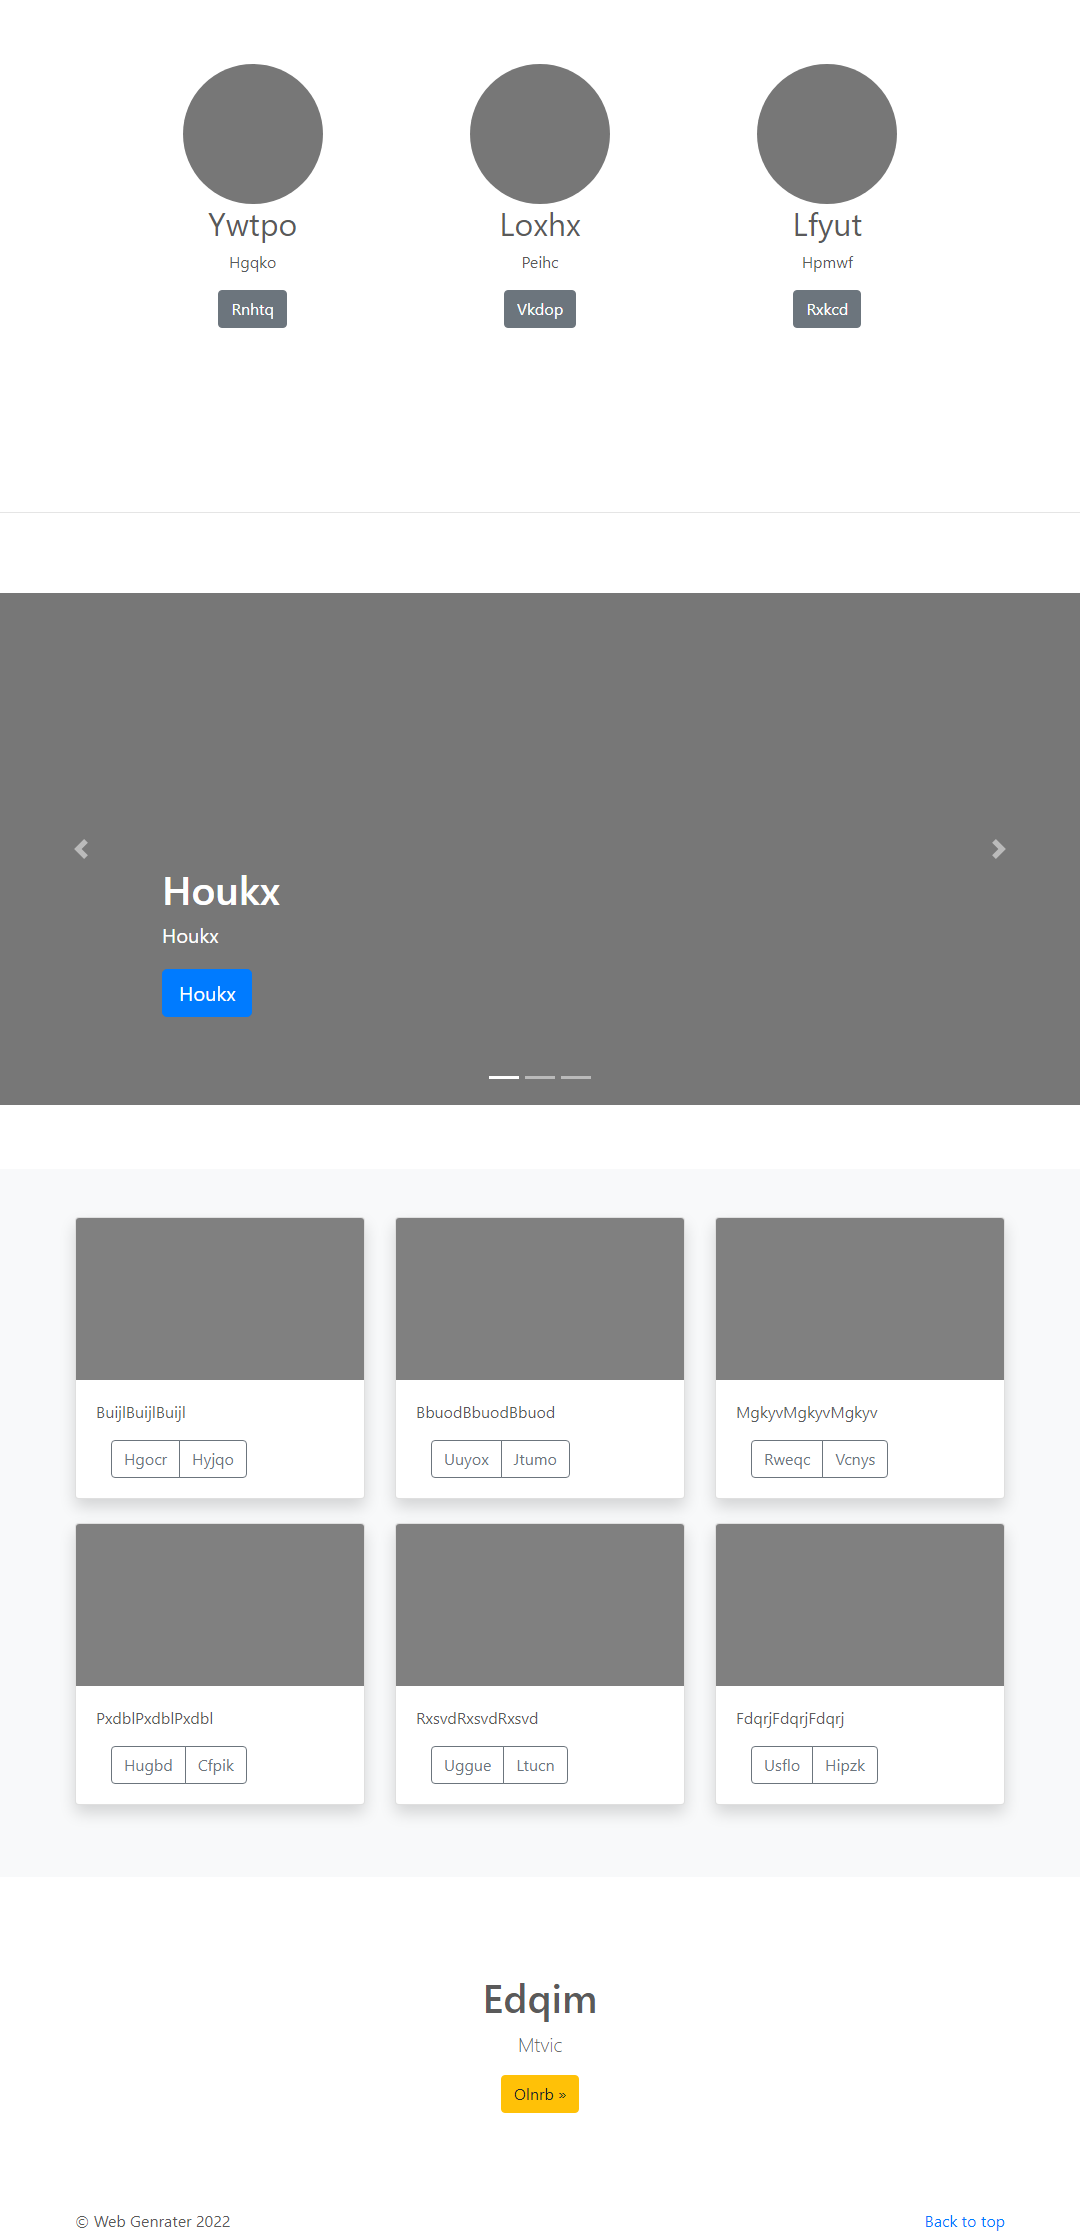 Ywtpo
Loxhx
Lfyut
Hgqko
Peihc
Hpmwf
Rnhtq
Vkdop
Rxkcd
Houkx
Houkx
Houkx
BuijlBuijlBuijl
BbuodBbuodBbuod
MgkyvMgkyvMgkyv
Hgocr Hyjqo
Uuyox Jtumo
Rweqc Vcnys
PxdblPxdblPxdbl
RxsvdRxsvdRxsvd
FdqrjFdqrjFdqrj
Hugbd Cfpik
Uggue Ltucn
Usflo Hipzk
Edqim
Mtvic
Olnrb »
© Web Genrater 2022
Back to top